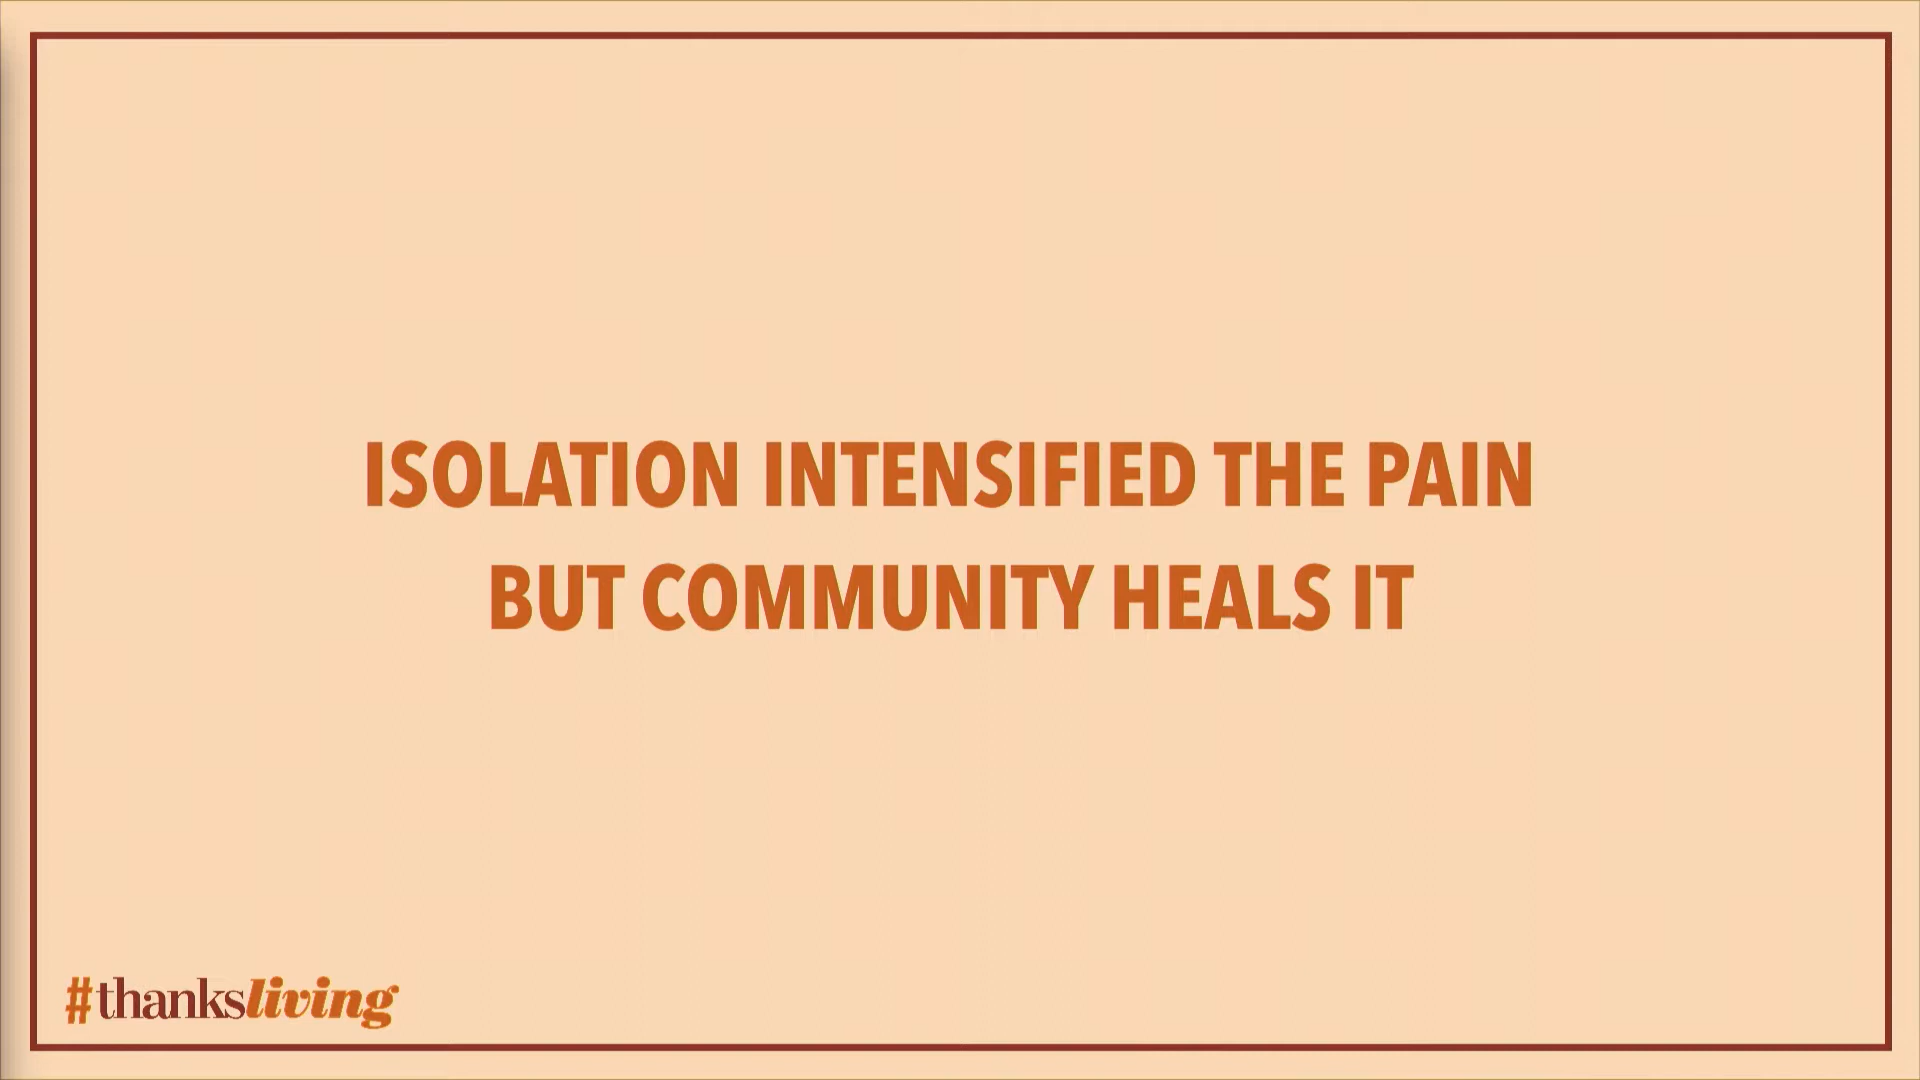 ISOLATION INTENSIFIED THE PAIN
BUT COMMUNITY HEALS IT
#thanksliving